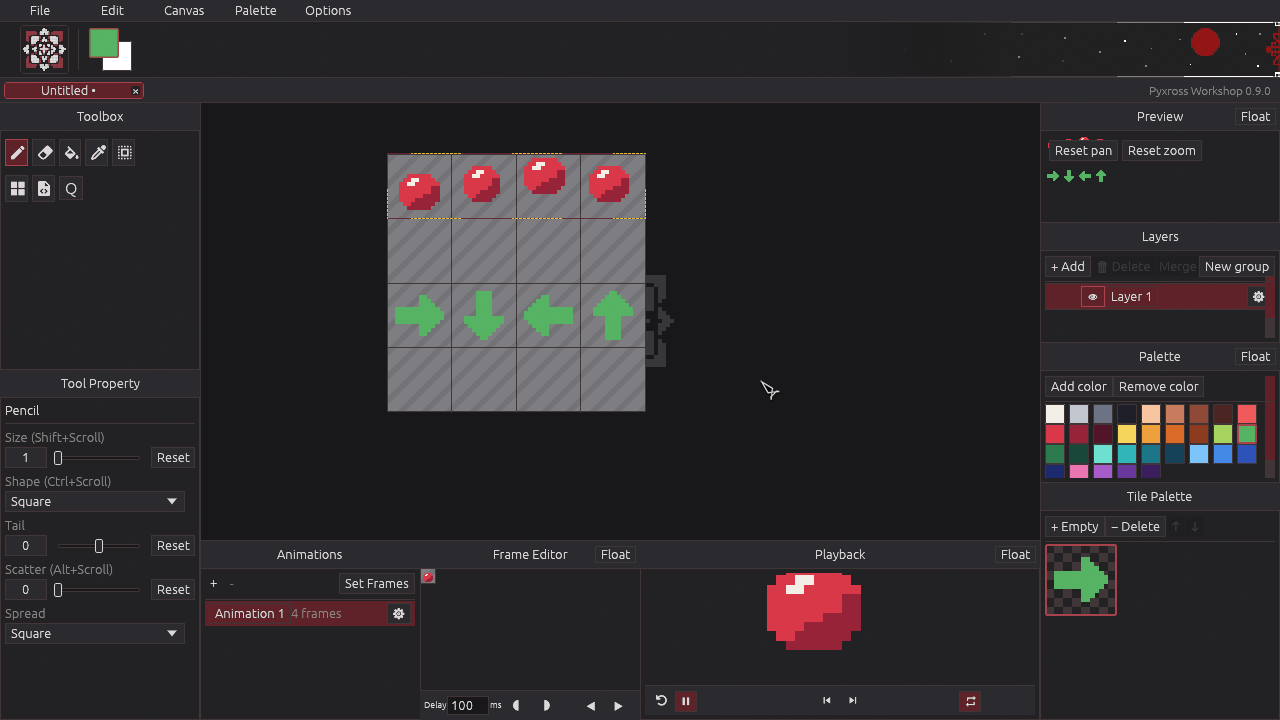 File Edit Canvas Palette Options
Untitled •
Pyxross Workshop 0.9.0
Toolbox
Q
Tool Property
Pencil
Size (Shift+Scroll)
1 Reset
Shape (Ctrl+Scroll)
Square
Tail
0 Reset
Scatter (Alt+Scroll)
0 Reset
Spread
Square
Animations
+ - Set Frames
Animation 1 4 frames
Frame Editor Float
Delay 100 ms
Playback Float
Preview Float
Reset pan Reset zoom
Layers
+ Add Delete Merge New group
Layer 1
Palette Float
Add color Remove color
Tile Palette
+ Empty – Delete ↑ ↓